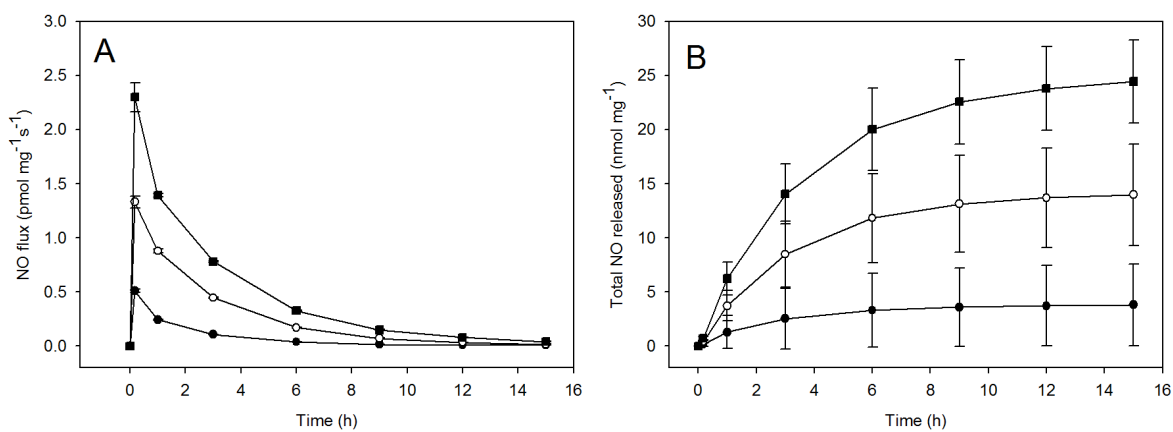 A
NO flux (pmol mg-1s-1)
3.0
2.5
2.0
1.5
1.0
0.5
0.0
0 2 4 6 8 10 12 14 16
Time (h)
B
Total NO released (nmol mg-1)
30
25
20
15
10
5
0
0 2 4 6 8 10 12 14 16
Time (h)